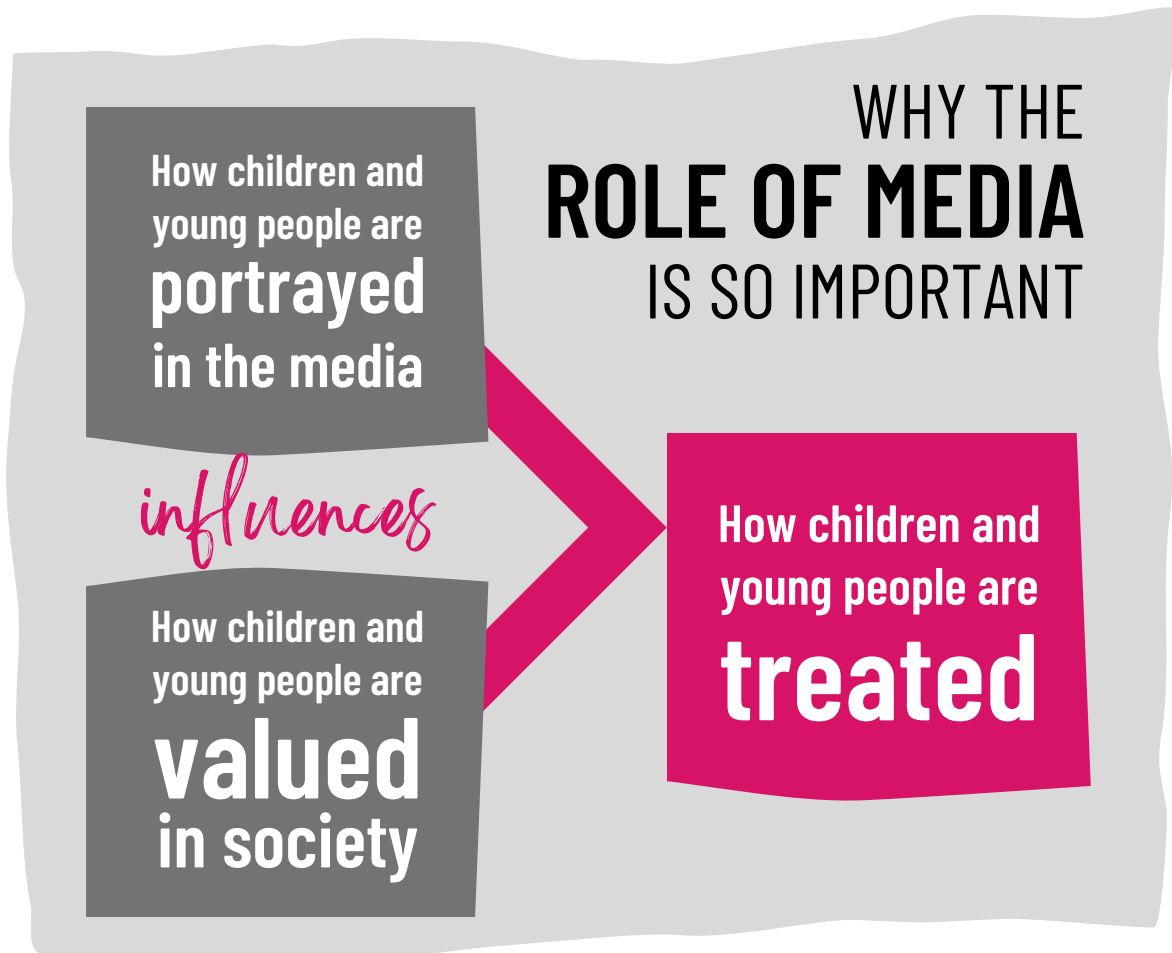 WHY THE
ROLE OF MEDIA
IS SO IMPORTANT
How children and
young people are
portrayed
in the media
influences
How children and
young people are
valued
in society
How children and
young people are
treated